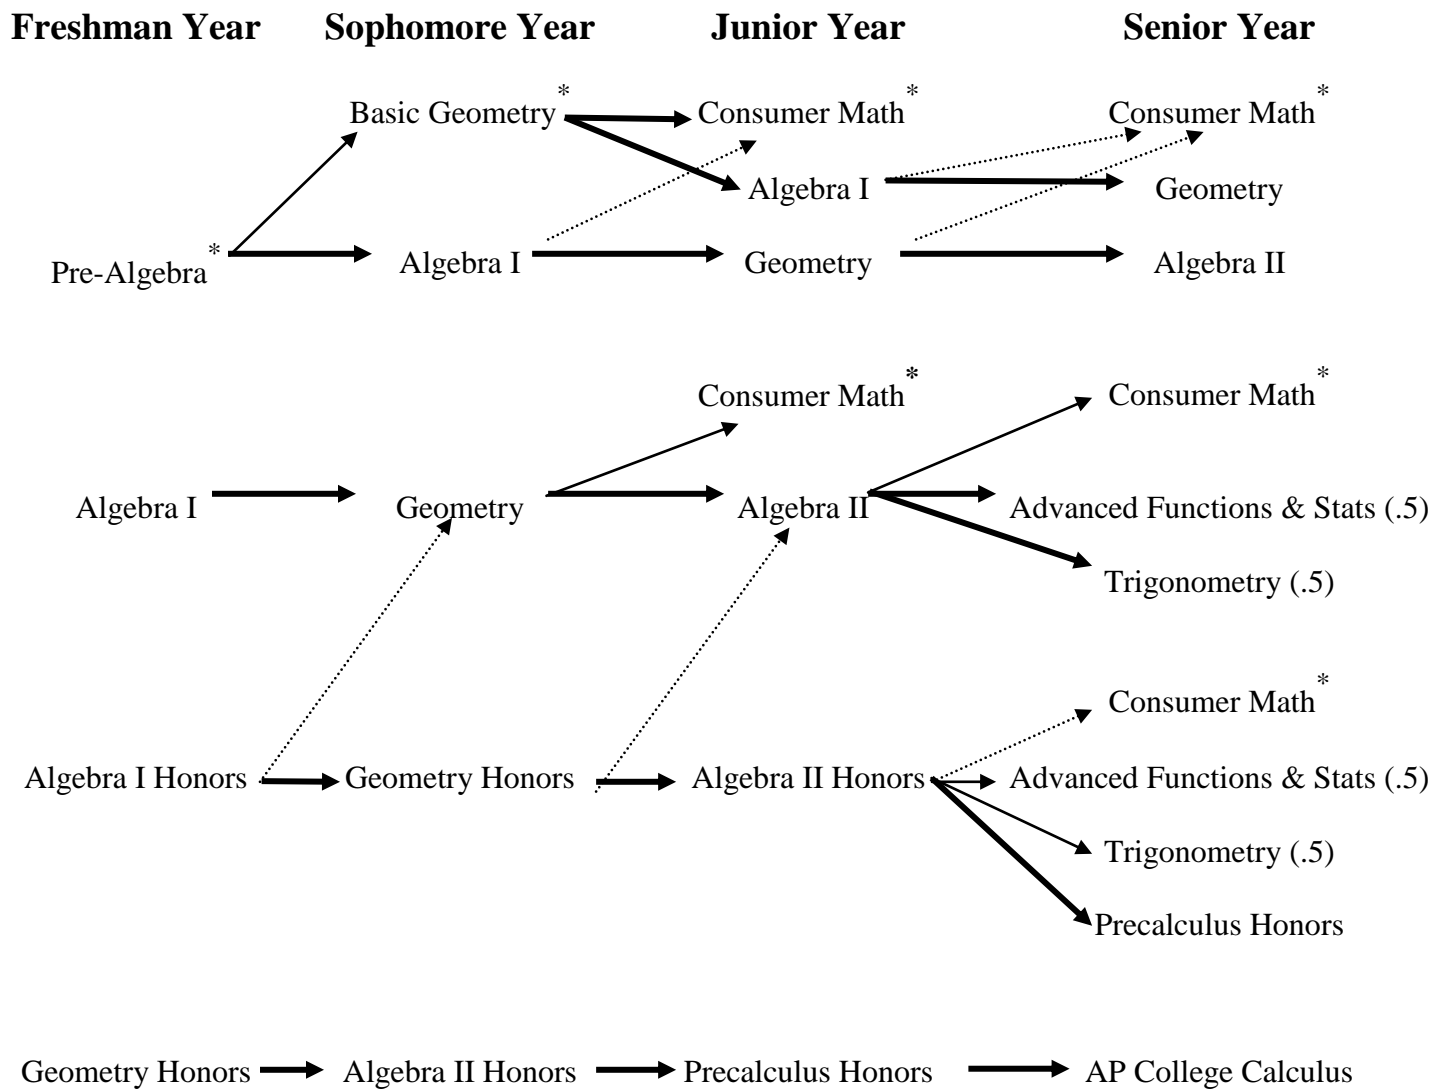 Freshman Year Sophomore Year Junior Year Senior Year
Basic Geometry* Consumer Math* Consumer Math*
Algebra I Geometry
Pre-Algebra* Algebra I Geometry Algebra II
Consumer Math* Consumer Math*
Algebra I Geometry Algebra II Advanced Functions & Stats (.5)
Trigonometry (.5)
Consumer Math*
Algebra I Honors Geometry Honors Algebra II Honors Advanced Functions & Stats (.5)
Trigonometry (.5)
Precalculus Honors
Geometry Honors Algebra II Honors Precalculus Honors AP College Calculus